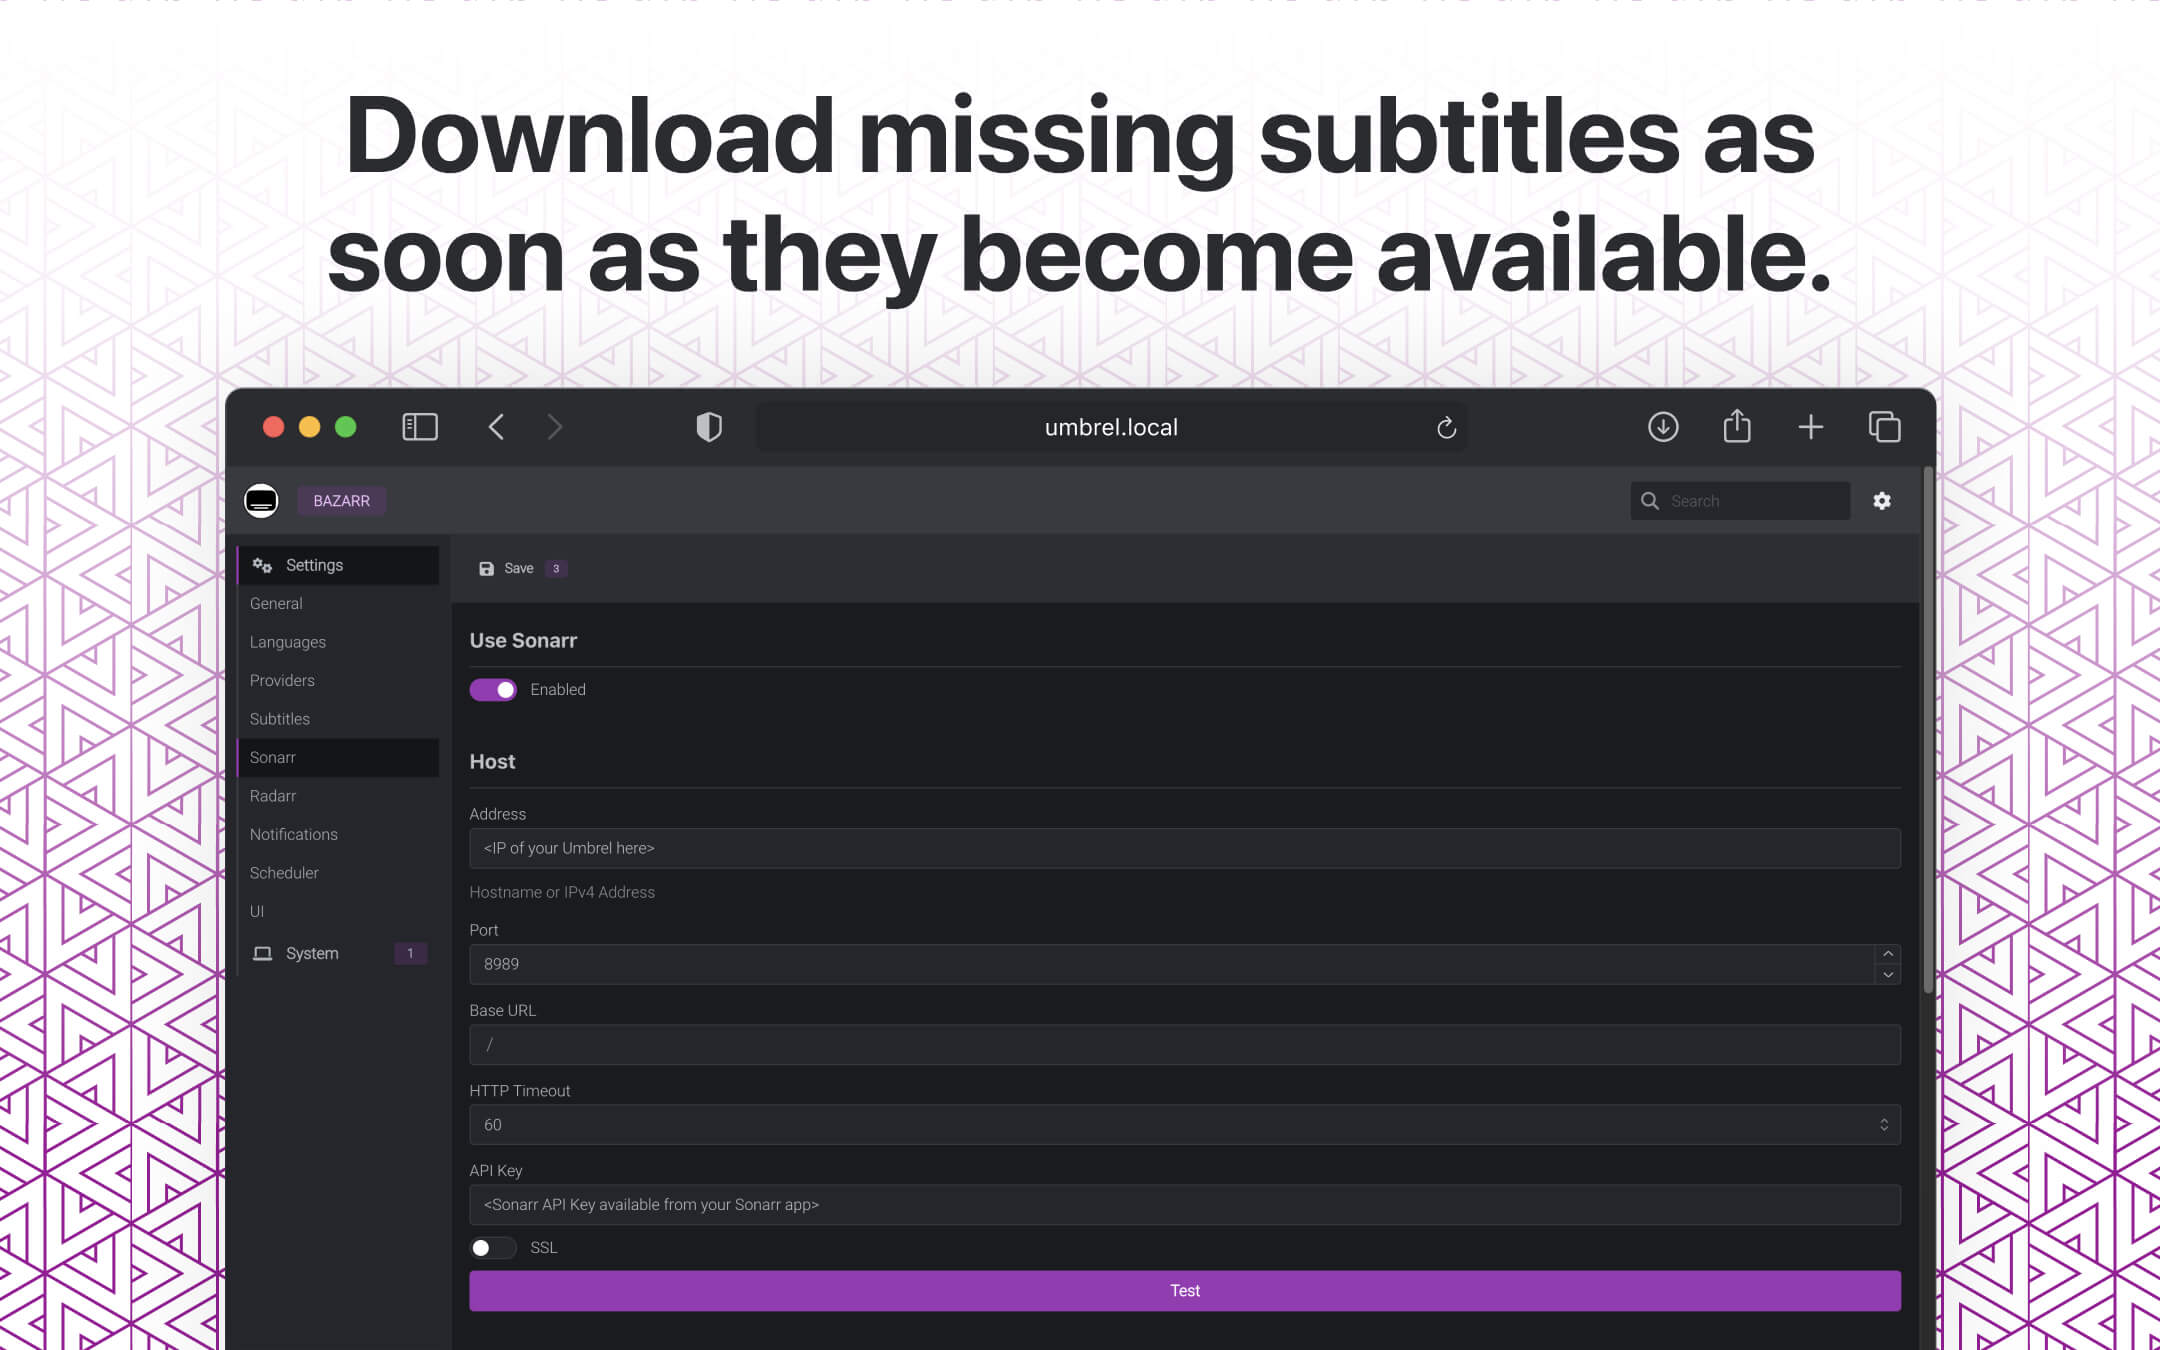 Download missing subtitles as
soon as they become available.
umbrel.local
BAZARR
Search
Settings
General
Languages
Providers
Subtitles
Sonarr
Radarr
Notifications
Scheduler
UI
System 1
Save 3
Use Sonarr
Enabled
Host
Address
<IP of your Umbrel here>
Hostname or IPv4 Address
Port
8989
Base URL
/
HTTP Timeout
60
API Key
<Sonarr API Key available from your Sonarr app>
SSL
Test